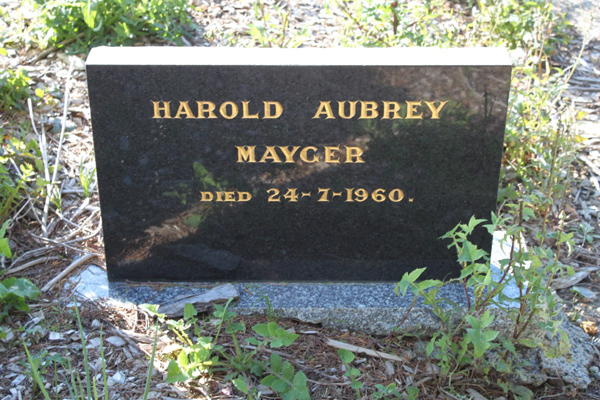 HAROLD AUBREY
MAYGER
DIED 24-7-1960.